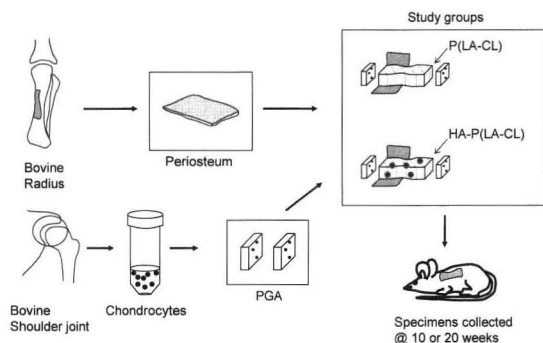 Study groups
P(LA-CL)
HA-P(LA-CL)
Bovine
Radius
Periosteum
Bovine
Shoulder joint
Chondrocytes
PGA
Specimens collected
@ 10 or 20 weeks